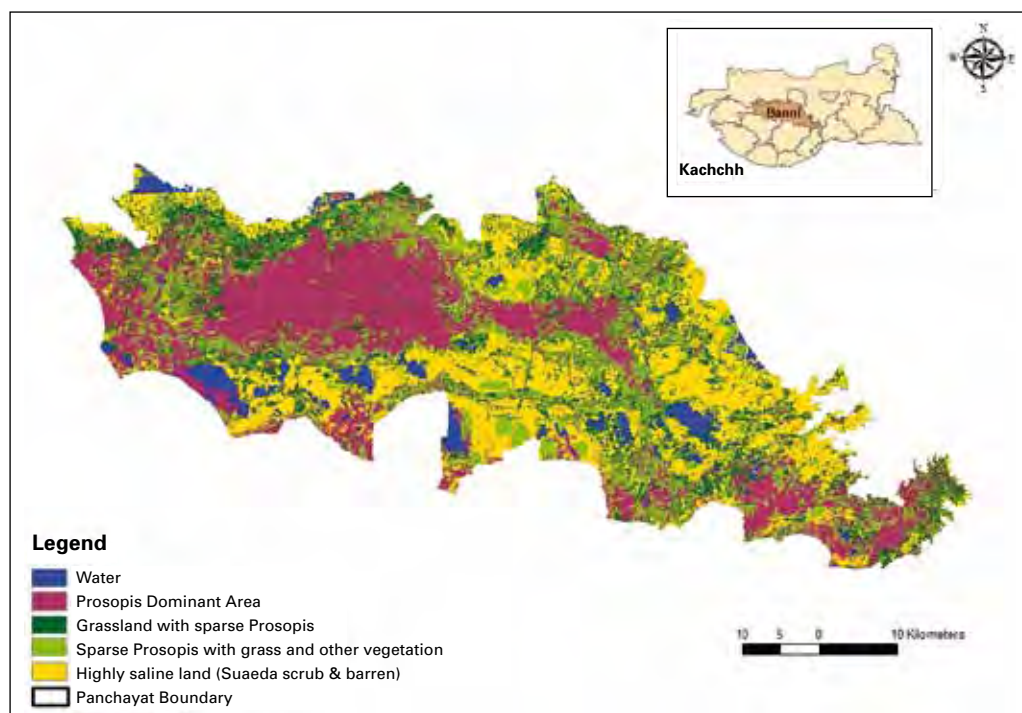 N
W E
S
Banni
Kachchh
Legend
Water
Prosopis Dominant Area
Grassland with sparse Prosopis
Sparse Prosopis with grass and other vegetation
Highly saline land (Suaeda scrub & barren)
Panchayat Boundary
10 5 0 10 Kilometers